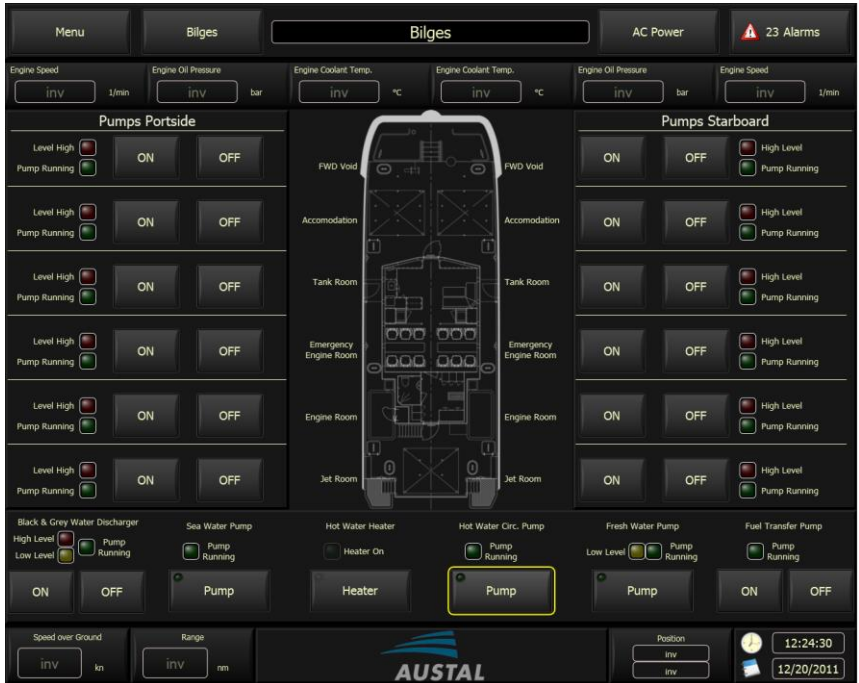 Menu
Bilges
Bilges
AC Power
23 Alarms
Engine Speed
inv 1/min
Engine Oil Pressure
inv bar
Engine Coolant Temp.
inv °C
Engine Coolant Temp.
inv °C
Engine Oil Pressure
inv bar
Engine Speed
inv 1/min
Pumps Portside
Level High
Pump Running
ON OFF
Level High
Pump Running
ON OFF
Level High
Pump Running
ON OFF
Level High
Pump Running
ON OFF
Level High
Pump Running
ON OFF
Level High
Pump Running
ON OFF
FWD Void FWD Void
Accomodation Accomodation
Tank Room Tank Room
Emergency
Engine Room
Emergency
Engine Room
Engine Room Engine Room
Jet Room Jet Room
Pumps Starboard
ON OFF
High Level
Pump Running
ON OFF
High Level
Pump Running
ON OFF
High Level
Pump Running
ON OFF
High Level
Pump Running
ON OFF
High Level
Pump Running
ON OFF
High Level
Pump Running
Black & Grey Water Discharger
High Level
Low Level
Pump
Running
ON OFF
Sea Water Pump
Pump
Running
Pump
Hot Water Heater
Heater On
Heater
Hot Water Circ. Pump
Pump
Running
Pump
Fresh Water Pump
Low Level
Pump
Running
Pump
Fuel Transfer Pump
Pump
Running
ON OFF
Speed over Ground
inv kn
Range
inv nm
AUSTAL
Position
inv
inv
12:24:30
12/20/2011